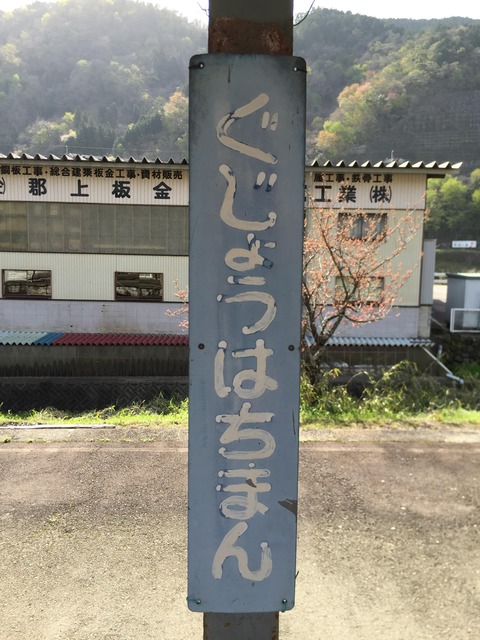 ぐじょうはちまん
鋼板工事・総合建築板金工事・資材販売
郡上板金
工業㈱
屋工事・鉄骨工事